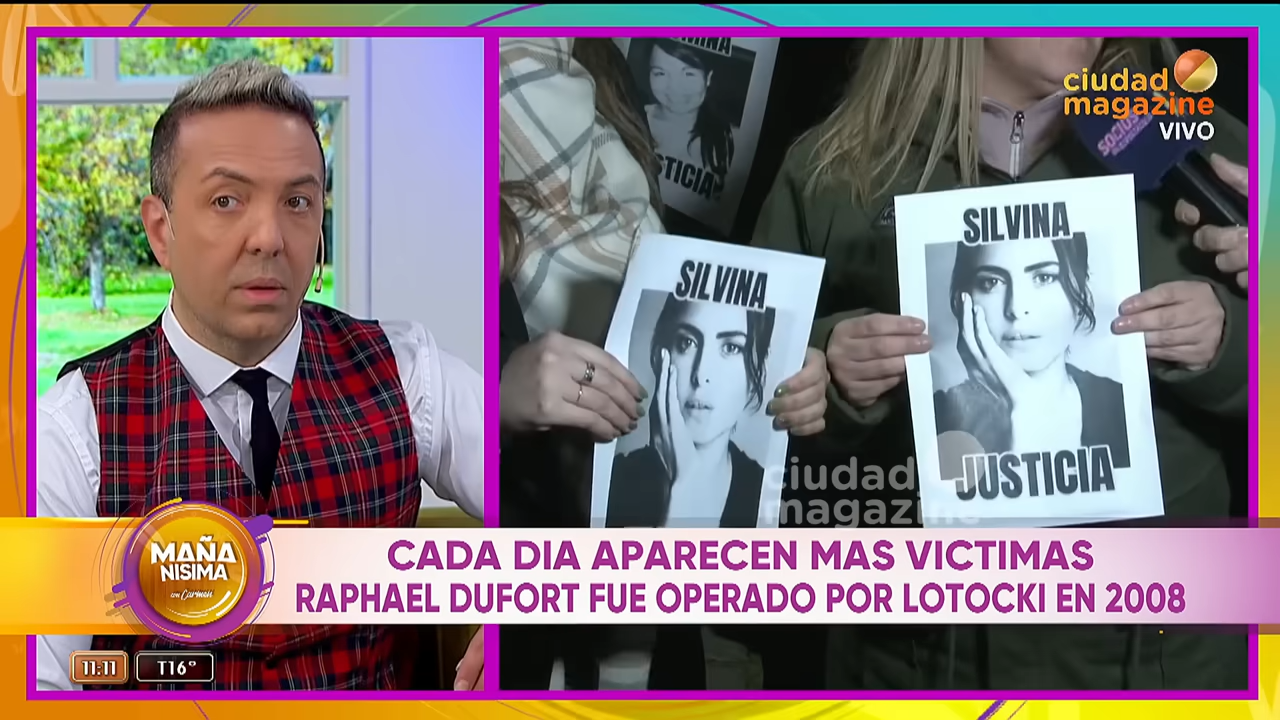 ciudad
magazine
VIVO
JUSTICIA
SILVINA
SILVINA
JUSTICIA
ciudad
magazine
CADA DIA APARECEN MAS VICTIMAS
RAPHAEL DUFORT FUE OPERADO POR LOTOCKI EN 2008
MAÑA
NISIMA
con Carmen
11:11
T16°